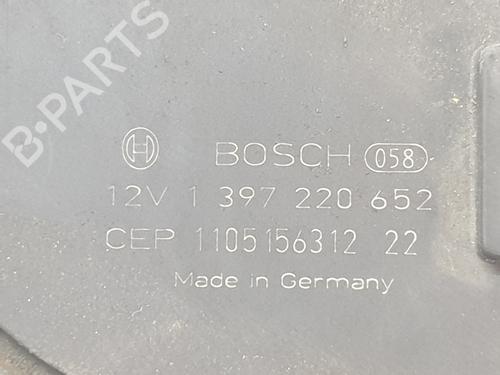 B-PARTS
BOSCH 058
12V 1 397 220 652
CEP 1105156312 22
Made in Germany